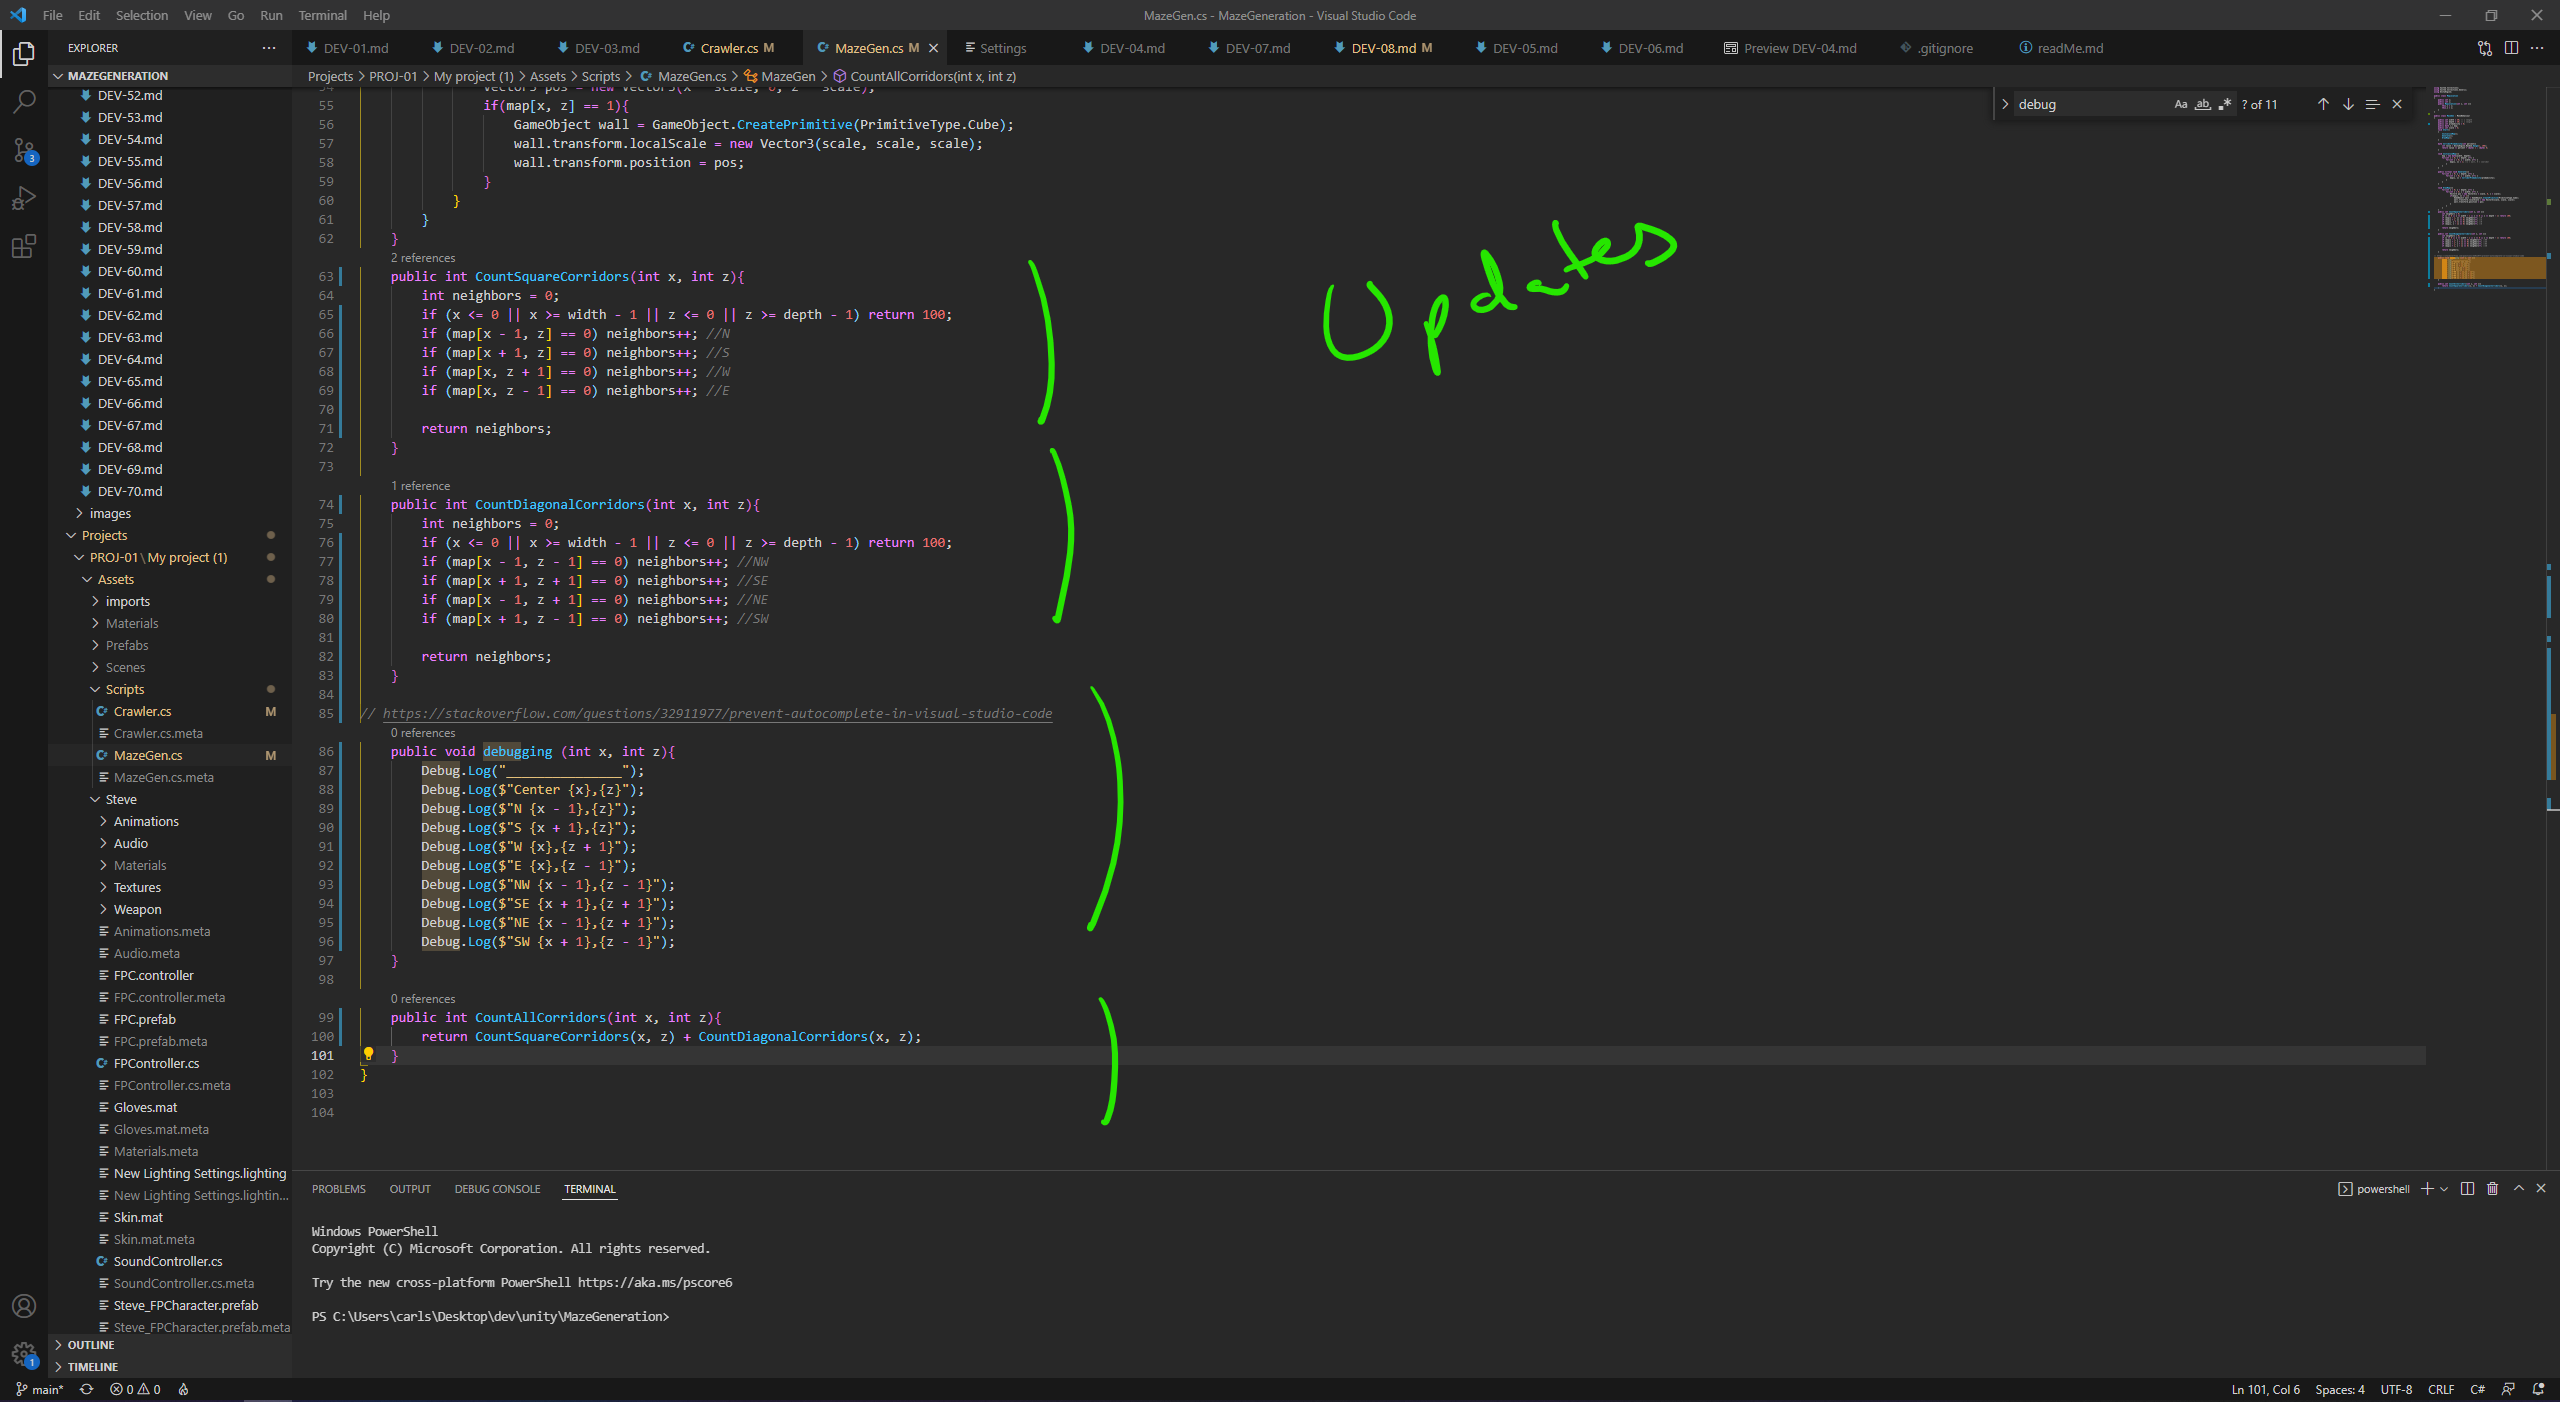 File Edit Selection View Go Run Terminal Help
MazeGen.cs - MazeGeneration - Visual Studio Code
EXPLORER
DEV-01.md DEV-02.md DEV-03.md Crawler.cs M MazeGen.cs M Settings DEV-04.md DEV-07.md DEV-08.md M DEV-05.md DEV-06.md Preview DEV-04.md .gitignore readMe.md
MAZEGENERATION
Projects > PROJ-01 > My project (1) > Assets > Scripts > MazeGen.cs > MazeGen > CountAllCorridors(int x, int z)
DEV-52.md
DEV-53.md
DEV-54.md
DEV-55.md
DEV-56.md
DEV-57.md
DEV-58.md
DEV-59.md
DEV-60.md
DEV-61.md
DEV-62.md
DEV-63.md
DEV-64.md
DEV-65.md
DEV-66.md
DEV-67.md
DEV-68.md
DEV-69.md
DEV-70.md
images
Projects
PROJ-01 \ My project (1)
Assets
imports
Materials
Prefabs
Scenes
Scripts
Crawler.cs M
Crawler.cs.meta
MazeGen.cs M
MazeGen.cs.meta
Steve
Animations
Audio
Materials
Textures
Weapon
Animations.meta
Audio.meta
FPC.controller
FPC.controller.meta
FPC.prefab
FPC.prefab.meta
FPController.cs
FPController.cs.meta
Gloves.mat
Gloves.mat.meta
Materials.meta
New Lighting Settings.lighting
New Lighting Settings.lightin...
Skin.mat
Skin.mat.meta
SoundController.cs
SoundController.cs.meta
Steve_FPCharacter.prefab
Steve_FPCharacter.prefab.meta
OUTLINE
TIMELINE
debug Aa ab .* ? of 11
54 Vector3 pos = new Vector3(x * scale, 0, z * scale);
55 if(map[x, z] == 1){
56 GameObject wall = GameObject.CreatePrimitive(PrimitiveType.Cube);
57 wall.transform.localScale = new Vector3(scale, scale, scale);
58 wall.transform.position = pos;
59 }
60 }
61 }
62 }
2 references
63 public int CountSquareCorridors(int x, int z){
64 int neighbors = 0;
65 if (x <= 0 || x >= width - 1 || z <= 0 || z >= depth - 1) return 100;
66 if (map[x - 1, z] == 0) neighbors++; //N
67 if (map[x + 1, z] == 0) neighbors++; //S
68 if (map[x, z + 1] == 0) neighbors++; //W
69 if (map[x, z - 1] == 0) neighbors++; //E
70
71 return neighbors;
72 }
73
1 reference
74 public int CountDiagonalCorridors(int x, int z){
75 int neighbors = 0;
76 if (x <= 0 || x >= width - 1 || z <= 0 || z >= depth - 1) return 100;
77 if (map[x - 1, z - 1] == 0) neighbors++; //NW
78 if (map[x + 1, z + 1] == 0) neighbors++; //SE
79 if (map[x - 1, z + 1] == 0) neighbors++; //NE
80 if (map[x + 1, z - 1] == 0) neighbors++; //SW
81
82 return neighbors;
83 }
84
85 // https://stackoverflow.com/questions/32911977/prevent-autocomplete-in-visual-studio-code
0 references
86 public void debugging (int x, int z){
87 Debug.Log("_______________");
88 Debug.Log($"Center {x},{z}");
89 Debug.Log($"N {x - 1},{z}");
90 Debug.Log($"S {x + 1},{z}");
91 Debug.Log($"W {x},{z + 1}");
92 Debug.Log($"E {x},{z - 1}");
93 Debug.Log($"NW {x - 1},{z - 1}");
94 Debug.Log($"SE {x + 1},{z + 1}");
95 Debug.Log($"NE {x - 1},{z + 1}");
96 Debug.Log($"SW {x + 1},{z - 1}");
97 }
98
0 references
99 public int CountAllCorridors(int x, int z){
100 return CountSquareCorridors(x, z) + CountDiagonalCorridors(x, z);
101 }
102 }
103
104
Updates
PROBLEMS OUTPUT DEBUG CONSOLE TERMINAL
powershell
Windows PowerShell
Copyright (C) Microsoft Corporation. All rights reserved.
Try the new cross-platform PowerShell https://aka.ms/pscore6
PS C:\Users\carls\Desktop\dev\unity\MazeGeneration>
3
1
main* 0 0
Ln 101, Col 6 Spaces: 4 UTF-8 CRLF C#